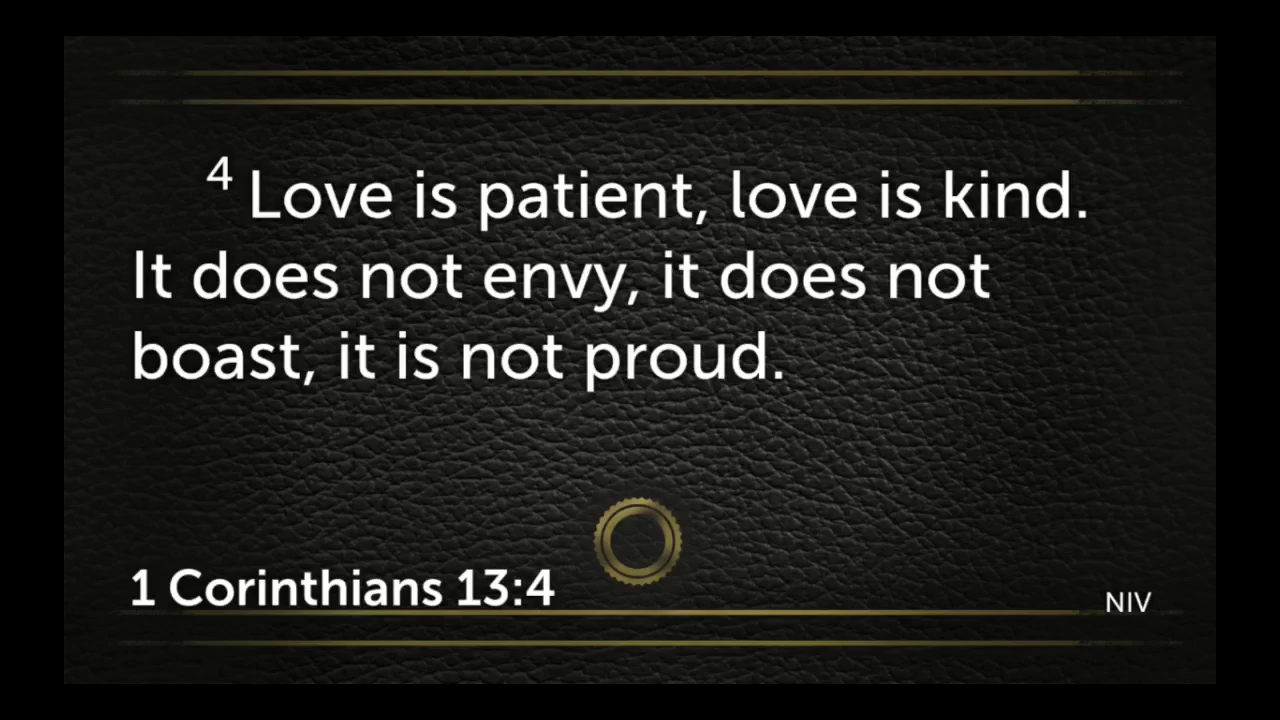 4 Love is patient, love is kind.
It does not envy, it does not
boast, it is not proud.
1 Corinthians 13:4
NIV